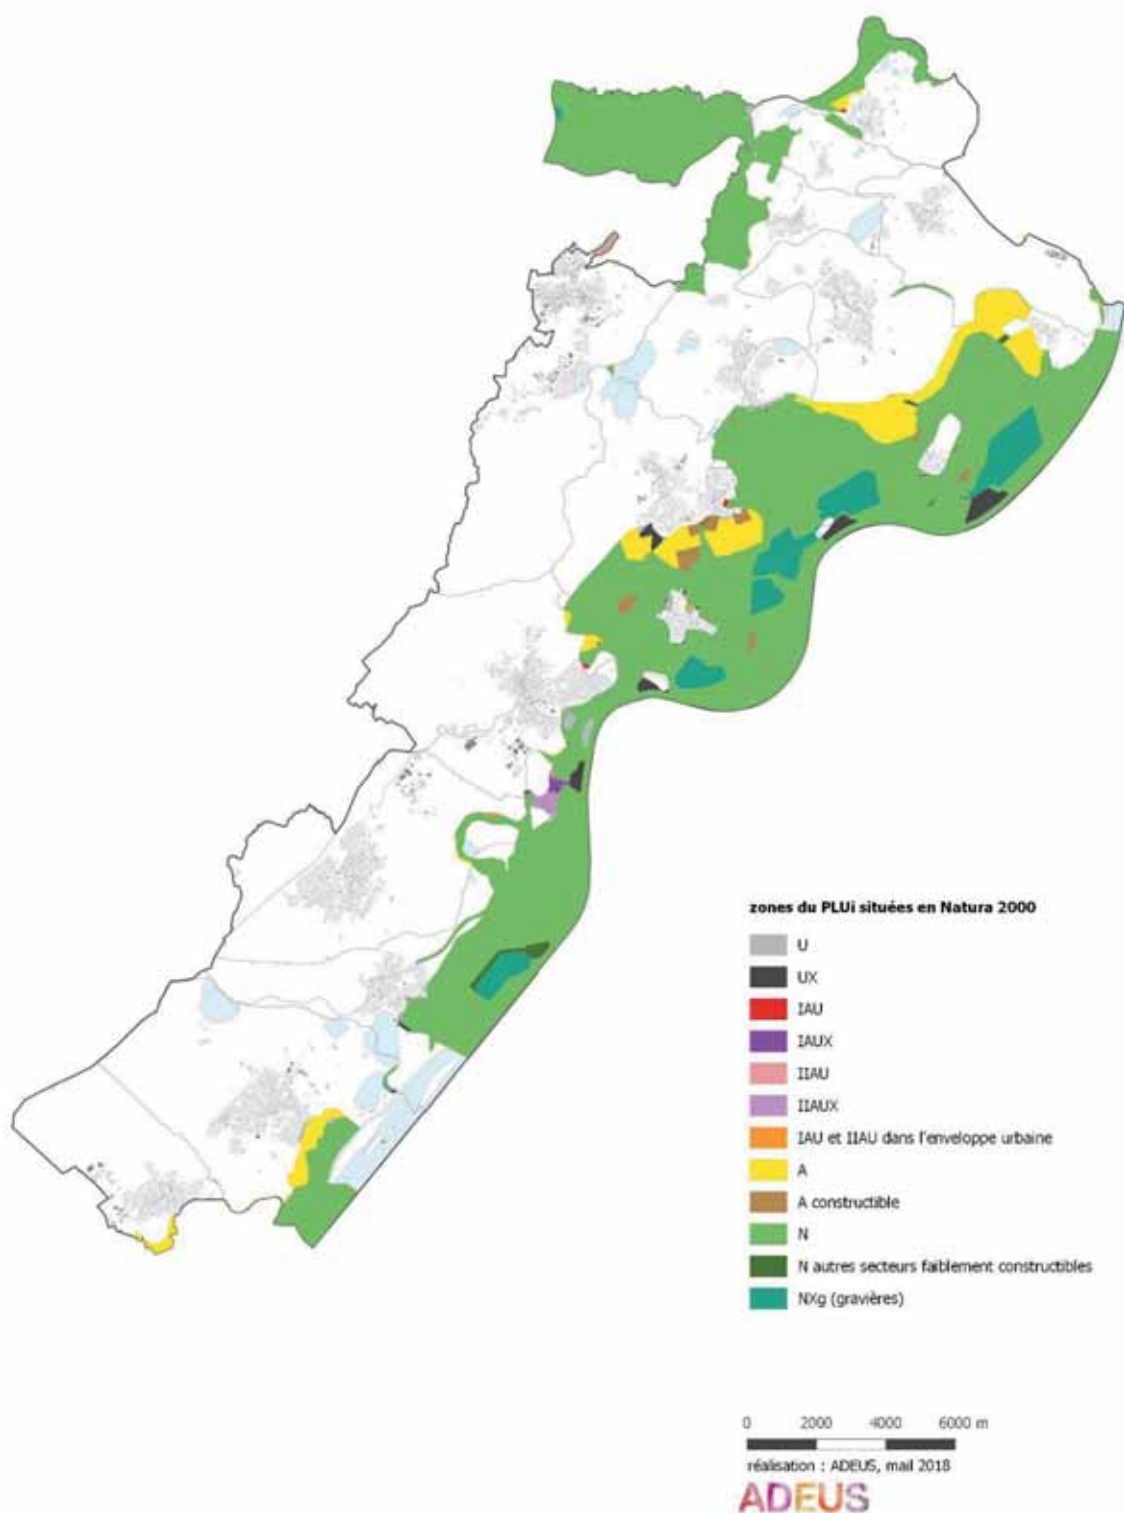 zones du PLUi situées en Natura 2000
U
UX
IAU
IAUX
IIAU
IIAUX
IAU et IIAU dans l'enveloppe urbaine
A
A constructible
N
N autres secteurs faiblement constructibles
NXg (gravières)
0 2000 4000 6000 m
réalisation : ADEUS, mail 2018
ADEUS